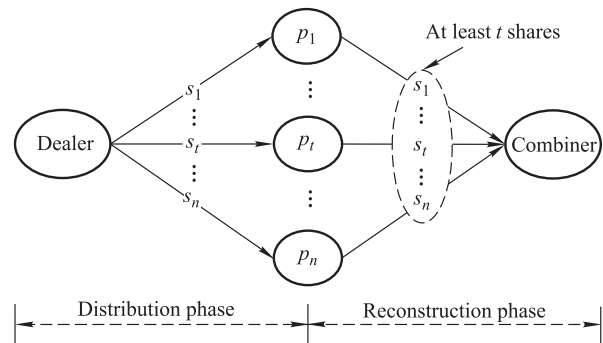 At least t shares
p1
s1
s1
Dealer
st
pt
st
Combiner
sn
sn
pn
Distribution phase
Reconstruction phase